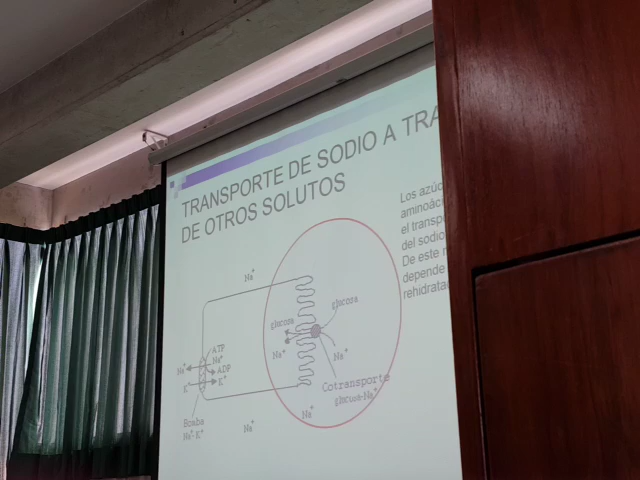 TRANSPORTE DE SODIO A TRA
DE OTROS SOLUTOS
Los azúc
aminoác
el transp
del sodio
De este
depende
rehidrata
Na⁺
glucosa
glucosa
Na⁺
Na⁺
ATP
Na⁺
Na⁺
ADP
K⁺
K⁺
Cotransporte
glucosa-Na⁺
Na⁺
Bomba
Na⁺-K⁺
Na⁺